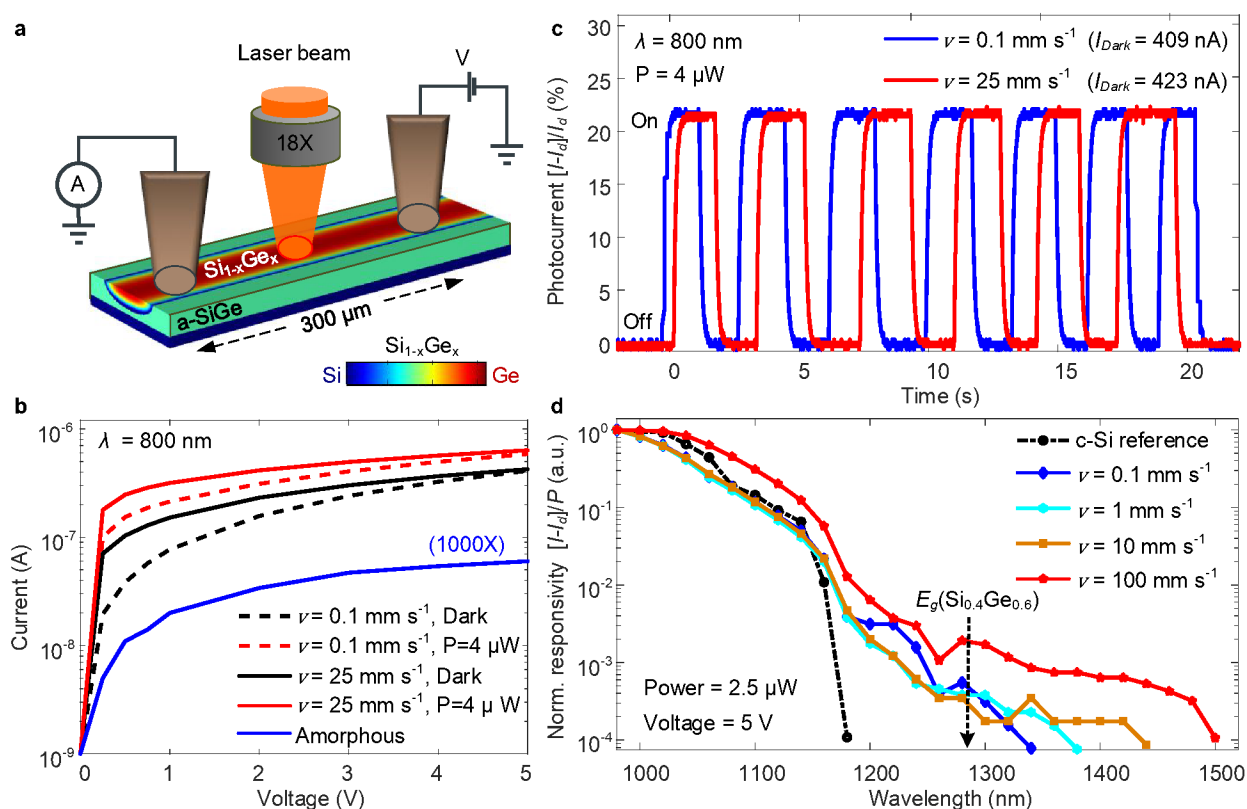 a
Laser beam
18X
V
A
Si₁₋ₓGeₓ
a-SiGe
300 µm
Si₁₋ₓGeₓ
Si
Ge
b
λ = 800 nm
(1000X)
v = 0.1 mm s⁻¹, Dark
v = 0.1 mm s⁻¹, P=4 µW
v = 25 mm s⁻¹, Dark
v = 25 mm s⁻¹, P=4 µ W
Amorphous
Current (A)
10⁻⁶
10⁻⁷
10⁻⁸
10⁻⁹
0 1 2 3 4 5
Voltage (V)
c
λ = 800 nm
P = 4 µW
v = 0.1 mm s⁻¹ (I_Dark = 409 nA)
v = 25 mm s⁻¹ (I_Dark = 423 nA)
Photocurrent [I-I_d]/I_d (%)
30
25
20
15
10
5
0
On
Off
0 5 10 15 20
Time (s)
d
c-Si reference
v = 0.1 mm s⁻¹
v = 1 mm s⁻¹
v = 10 mm s⁻¹
v = 100 mm s⁻¹
E_g(Si₀.₄Ge₀.₆)
Power = 2.5 µW
Voltage = 5 V
Norm. responsivity [I-I_d]/P (a.u.)
10⁰
10⁻¹
10⁻²
10⁻³
10⁻⁴
1000 1100 1200 1300 1400 1500
Wavelength (nm)